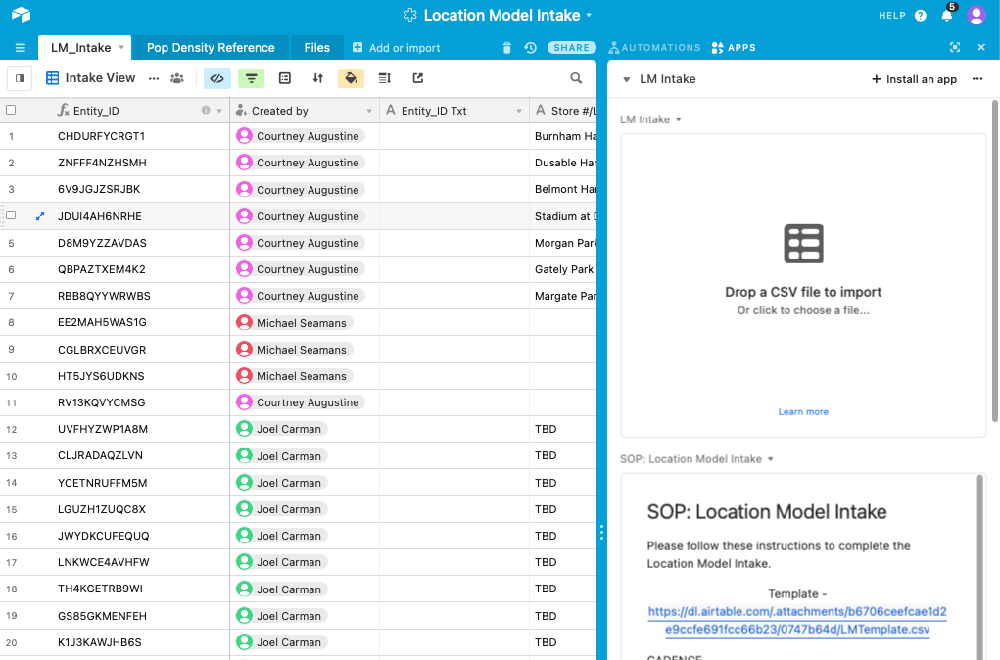 Location Model Intake
HELP
5
LM_Intake
Pop Density Reference
Files
Add or import
SHARE
AUTOMATIONS
APPS
Intake View
LM Intake
Install an app
Entity_ID
Created by
A Entity_ID Txt
A Store #/L
1 CHDURFYCRGT1 Courtney Augustine Burnham Ha
2 ZNFFF4NZHSMH Courtney Augustine Dusable Har
3 6V9JGJZSRJBK Courtney Augustine Belmont Har
JDUI4AH6NRHE Courtney Augustine Stadium at D
5 D8M9YZZAVDAS Courtney Augustine Morgan Park
6 QBPAZTXEM4K2 Courtney Augustine Gately Park
7 RBB8QYYWRWBS Courtney Augustine Margate Par
8 EE2MAH5WAS1G Michael Seamans
9 CGLBRXCEUVGR Michael Seamans
10 HT5JYS6UDKNS Michael Seamans
11 RV13KQVYCMSG Courtney Augustine
12 UVFHYZWP1A8M Joel Carman TBD
13 CLJRADAQZLVN Joel Carman TBD
14 YCETNRUFFM5M Joel Carman TBD
15 LGUZH1ZUQC8X Joel Carman TBD
16 JWYDKCUFEQUQ Joel Carman TBD
17 LNKWCE4AVHFW Joel Carman TBD
18 TH4KGETRB9WI Joel Carman TBD
19 GS85GKMENFEH Joel Carman TBD
20 K1J3KAWJHB6S Joel Carman TBD
LM Intake
Drop a CSV file to import
Or click to choose a file...
Learn more
SOP: Location Model Intake
SOP: Location Model Intake
Please follow these instructions to complete the
Location Model Intake.
Template -
https://dl.airtable.com/.attachments/b6706ceefcae1d2
e9ccfe691fcc66b23/0747b64d/LMTemplate.csv
CADENCE